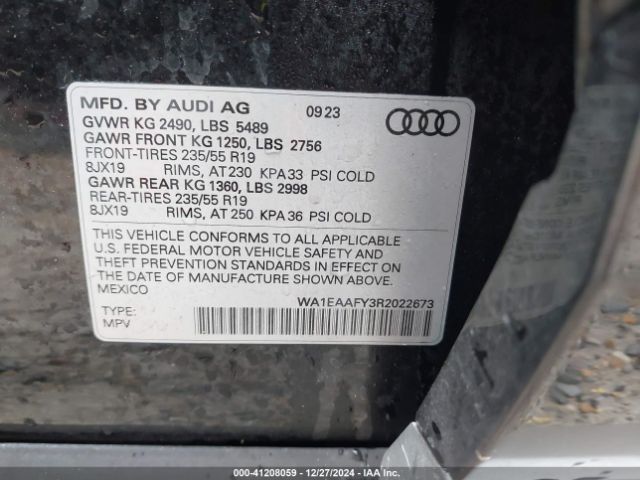 MFD. BY AUDI AG 0923
GVWR KG 2490, LBS 5489
GAWR FRONT KG 1250, LBS 2756
FRONT-TIRES 235/55 R19
8JX19 RIMS, AT 230 KPA 33 PSI COLD
GAWR REAR KG 1360, LBS 2998
REAR-TIRES 235/55 R19
8JX19 RIMS, AT 250 KPA 36 PSI COLD
THIS VEHICLE CONFORMS TO ALL APPLICABLE
U.S. FEDERAL MOTOR VEHICLE SAFETY AND
THEFT PREVENTION STANDARDS IN EFFECT ON
THE DATE OF MANUFACTURE SHOWN ABOVE.
MEXICO
WA1EAAFY3R2022673
TYPE:
MPV
000-41208059 - 12/27/2024 - IAAI.COM